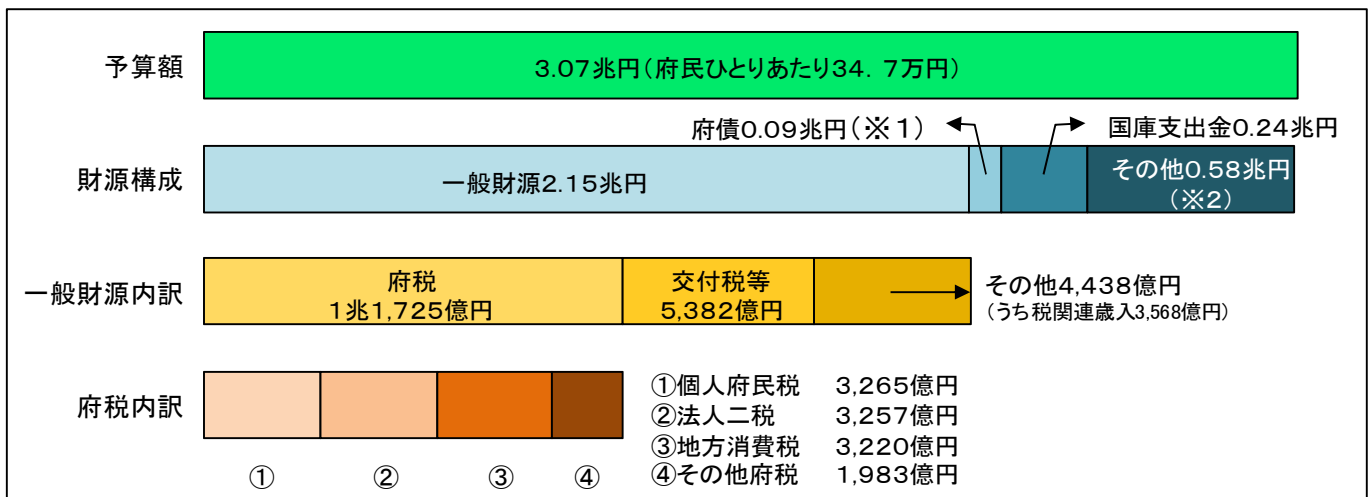 予算額
3.07兆円(府民ひとりあたり34.7万円)
府債0.09兆円(※1)
国庫支出金0.24兆円
財源構成
一般財源2.15兆円
その他0.58兆円
(※2)
一般財源内訳
府税
1兆1,725億円
交付税等
5,382億円
その他4,438億円
(うち税関連歳入3,568億円)
府税内訳
①個人府民税 3,265億円
②法人二税 3,257億円
③地方消費税 3,220億円
④その他府税 1,983億円
① ② ③ ④